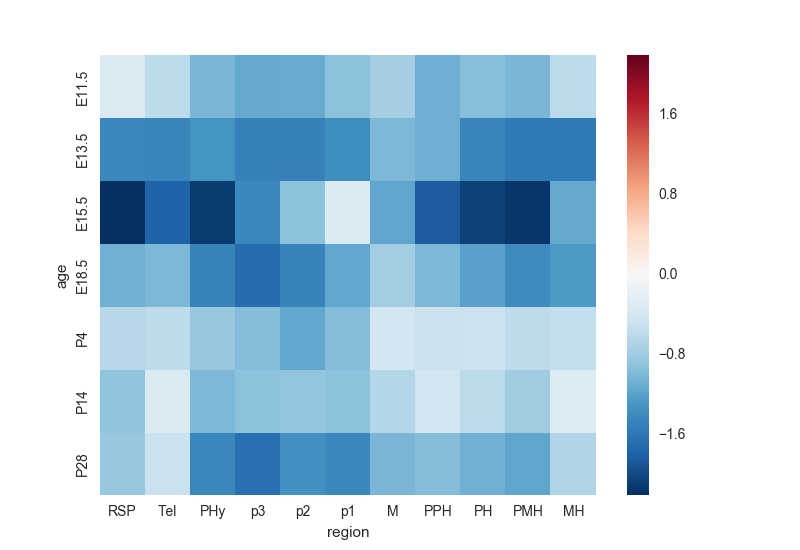 E11.5
E13.5
E15.5
E18.5
P4
P14
P28
age
RSP Tel PHy p3 p2 p1 M PPH PH PMH MH
region
1.6
0.8
0.0
−0.8
−1.6